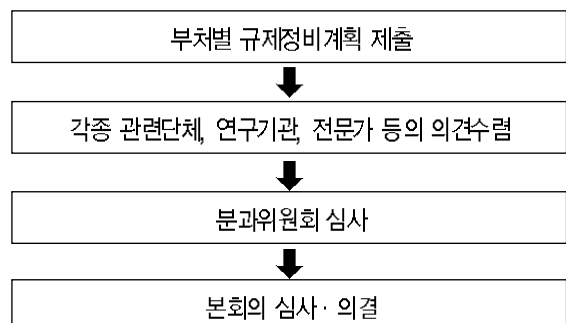 부처별 규제정비계획 제출
각종 관련단체, 연구기관, 전문가 등의 의견수렴
분과위원회 심사
본회의 심사 · 의결